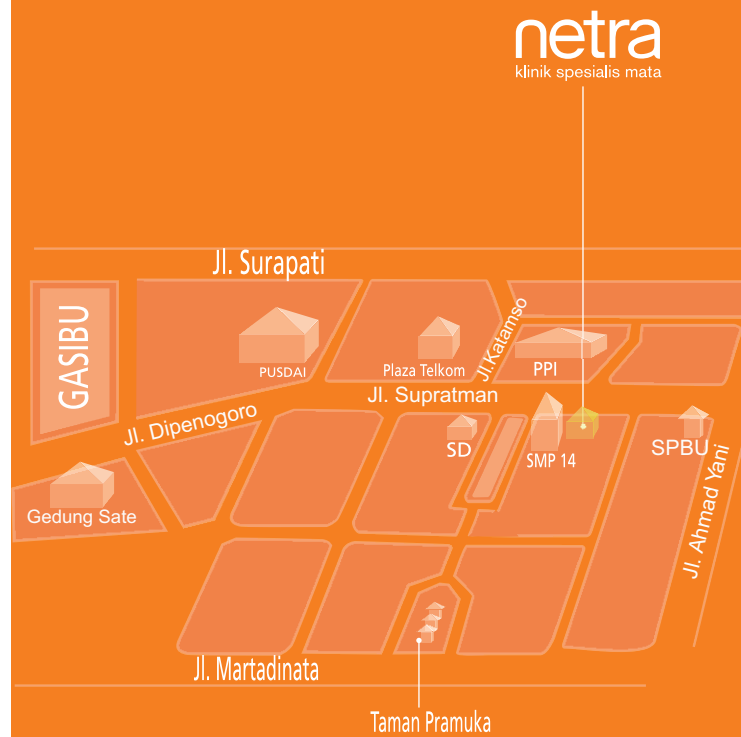 netra
klinik spesialis mata
Jl. Surapati
GASIBU
PUSDAI
Plaza Telkom
Jl.Katamso
PPI
Jl. Supratman
Jl. Dipenogoro
SD
SMP 14
SPBU
Gedung Sate
Jl. Ahmad Yani
Jl. Martadinata
Taman Pramuka